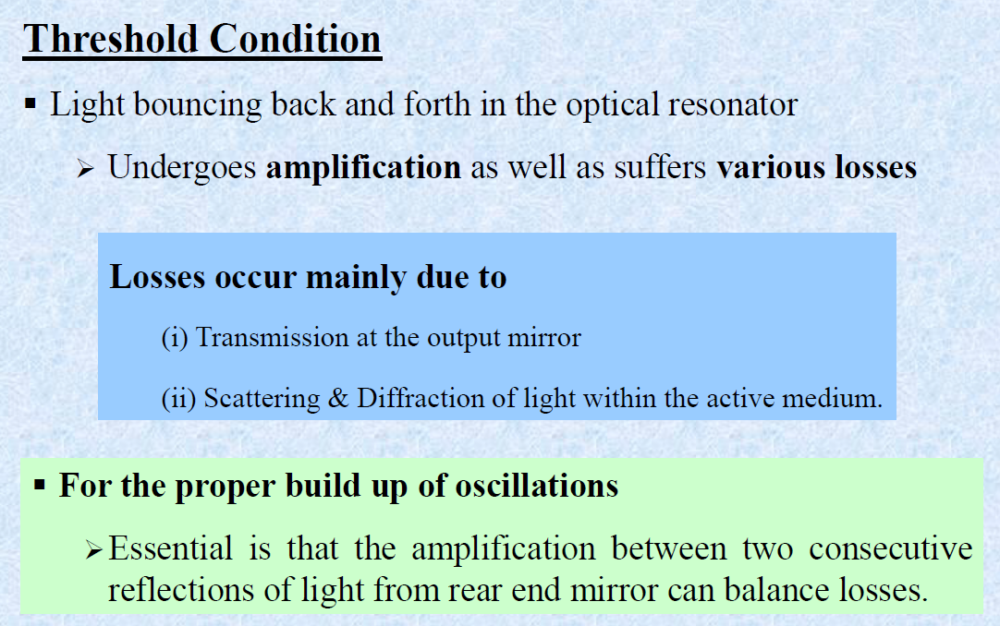 Threshold Condition
▪ Light bouncing back and forth in the optical resonator
➢ Undergoes amplification as well as suffers various losses
Losses occur mainly due to
(i) Transmission at the output mirror
(ii) Scattering & Diffraction of light within the active medium.
▪ For the proper build up of oscillations
➢ Essential is that the amplification between two consecutive
reflections of light from rear end mirror can balance losses.